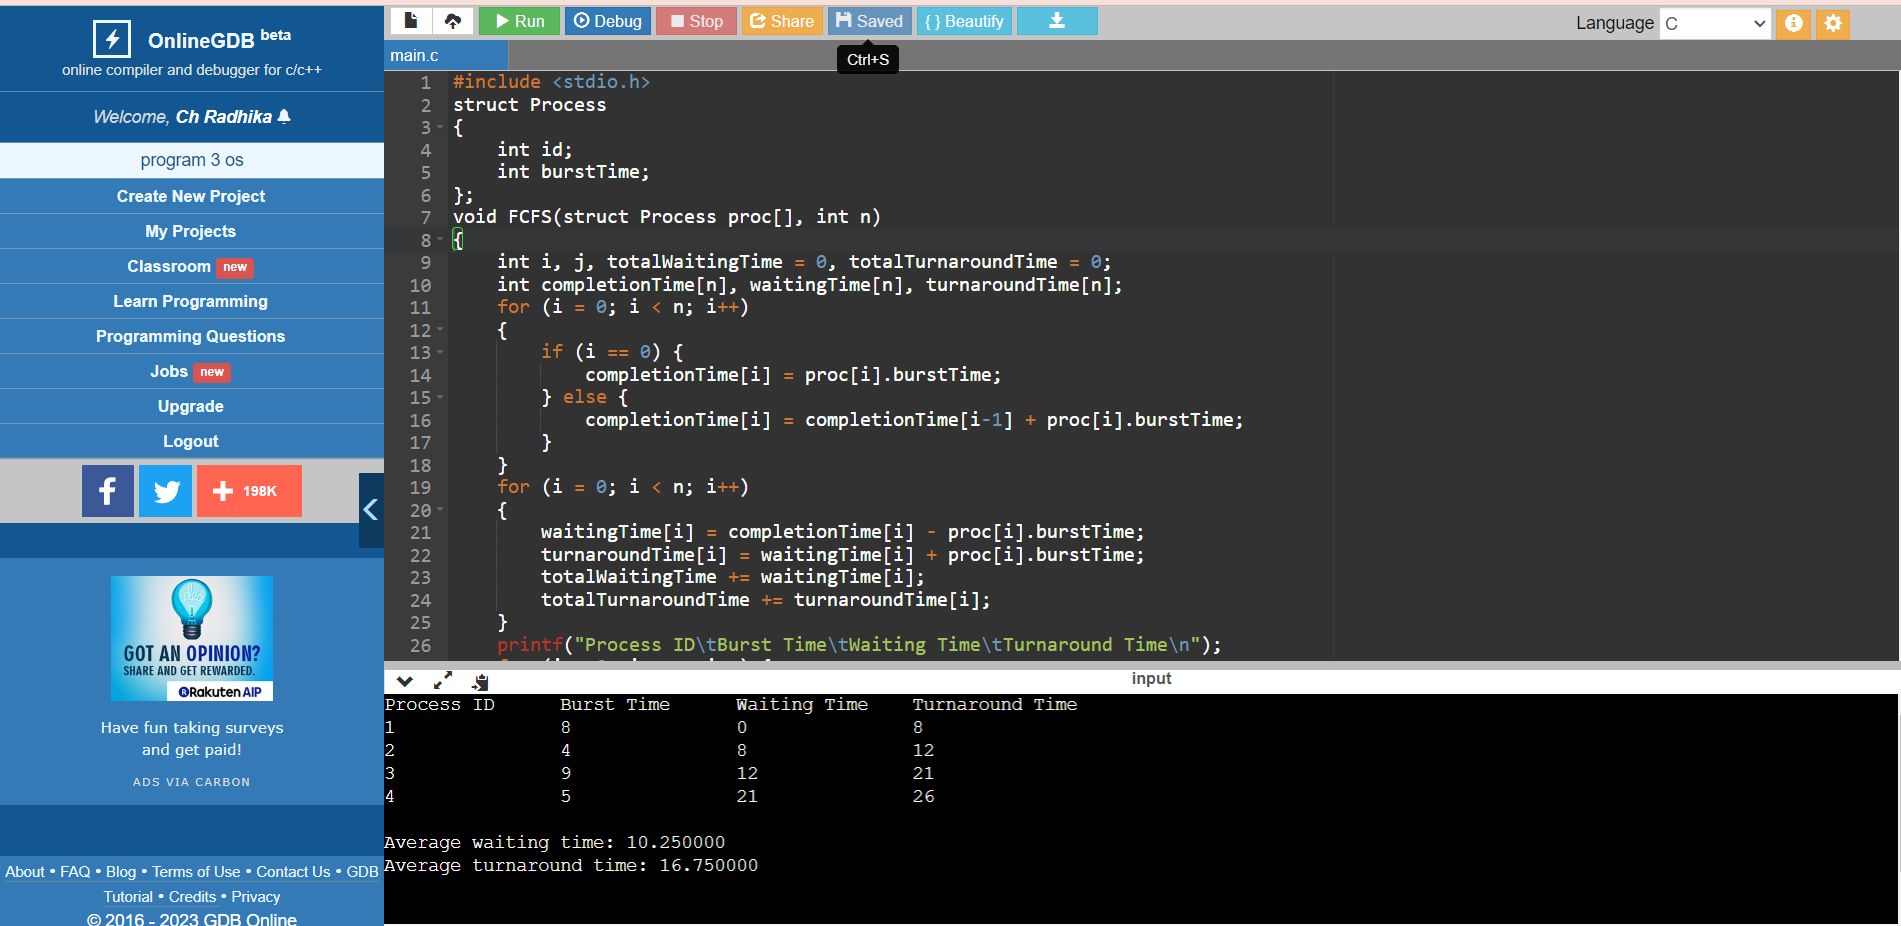 OnlineGDB beta
online compiler and debugger for c/c++
Welcome, Ch Radhika
program 3 os
Create New Project
My Projects
Classroom new
Learn Programming
Programming Questions
Jobs new
Upgrade
Logout
198K
GOT AN OPINION?
SHARE AND GET REWARDED.
Rakuten AIP
Have fun taking surveys
and get paid!
ADS VIA CARBON
About • FAQ • Blog • Terms of Use • Contact Us • GDB
Tutorial • Credits • Privacy
© 2016 - 2023 GDB Online
Run Debug Stop Share Saved { } Beautify
Language C
Ctrl+S
main.c
1 #include <stdio.h>
2 struct Process
3 {
4     int id;
5     int burstTime;
6 };
7 void FCFS(struct Process proc[], int n)
8 {
9     int i, j, totalWaitingTime = 0, totalTurnaroundTime = 0;
10     int completionTime[n], waitingTime[n], turnaroundTime[n];
11     for (i = 0; i < n; i++)
12     {
13         if (i == 0) {
14             completionTime[i] = proc[i].burstTime;
15         } else {
16             completionTime[i] = completionTime[i-1] + proc[i].burstTime;
17         }
18     }
19     for (i = 0; i < n; i++)
20     {
21         waitingTime[i] = completionTime[i] - proc[i].burstTime;
22         turnaroundTime[i] = waitingTime[i] + proc[i].burstTime;
23         totalWaitingTime += waitingTime[i];
24         totalTurnaroundTime += turnaroundTime[i];
25     }
26     printf("Process ID\tBurst Time\tWaiting Time\tTurnaround Time\n");
input
Process ID Burst Time Waiting Time Turnaround Time
1 8 0 8
2 4 8 12
3 9 12 21
4 5 21 26
Average waiting time: 10.250000
Average turnaround time: 16.750000